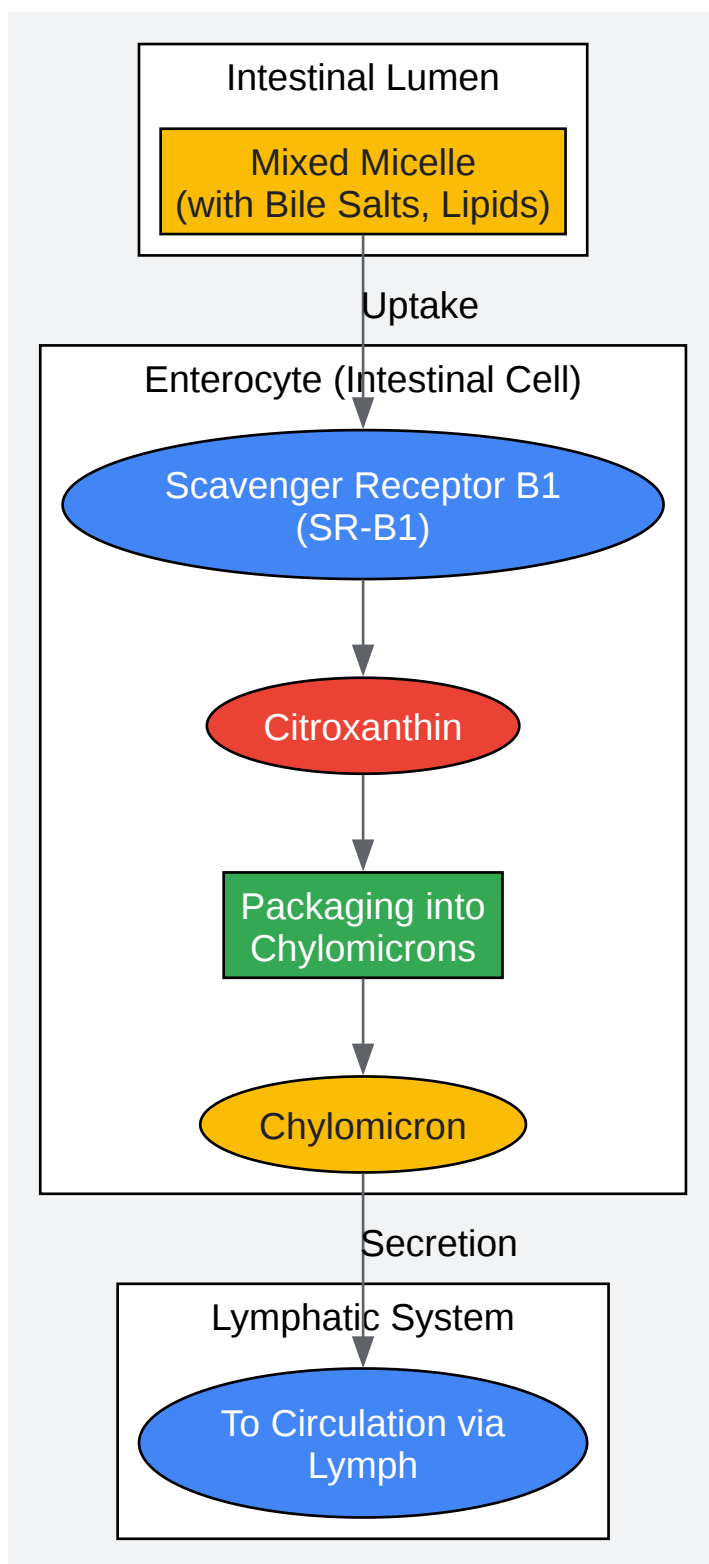 Intestinal Lumen
Mixed Micelle
(with Bile Salts, Lipids)
Uptake
Enterocyte (Intestinal Cell)
Scavenger Receptor B1
(SR-B1)
Citroxanthin
Packaging into
Chylomicrons
Chylomicron
Secretion
Lymphatic System
To Circulation via
Lymph